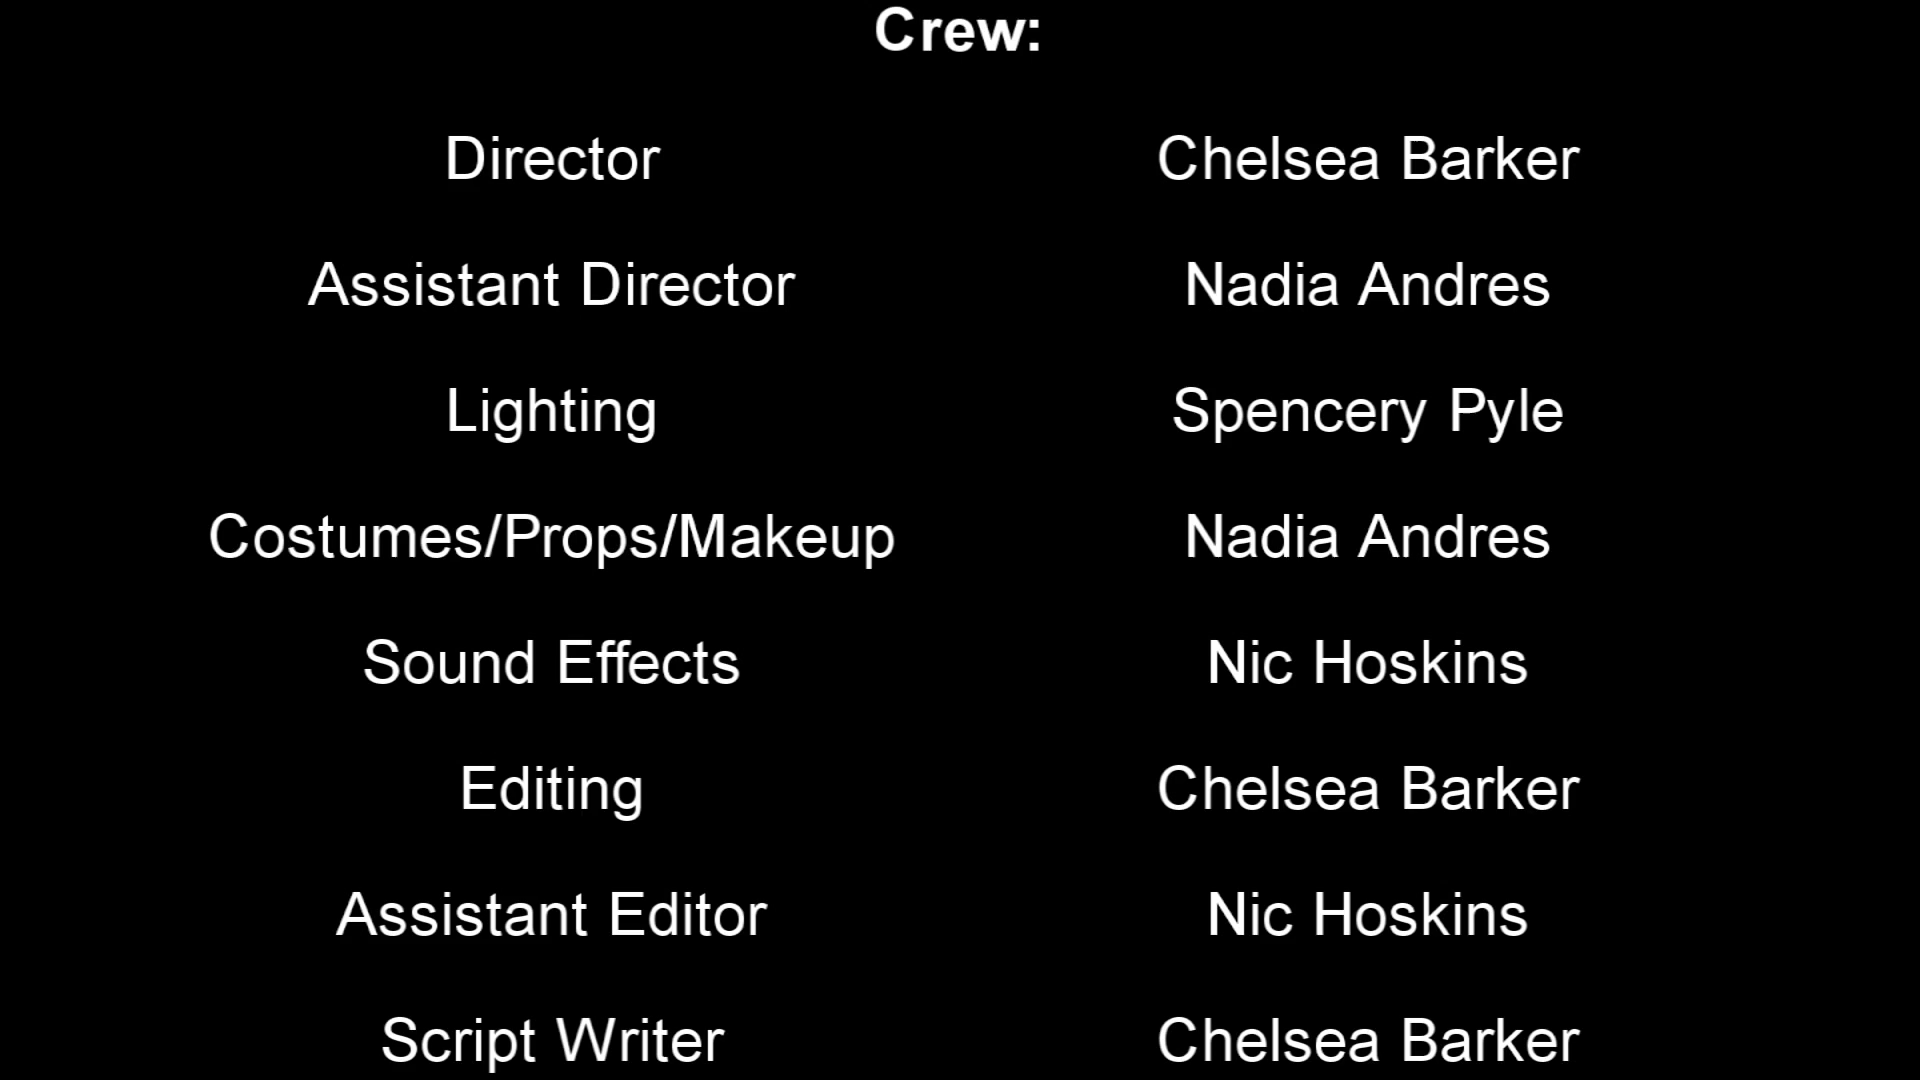 Crew:
Director Chelsea Barker
Assistant Director Nadia Andres
Lighting Spencery Pyle
Costumes/Props/Makeup Nadia Andres
Sound Effects Nic Hoskins
Editing Chelsea Barker
Assistant Editor Nic Hoskins
Script Writer Chelsea Barker